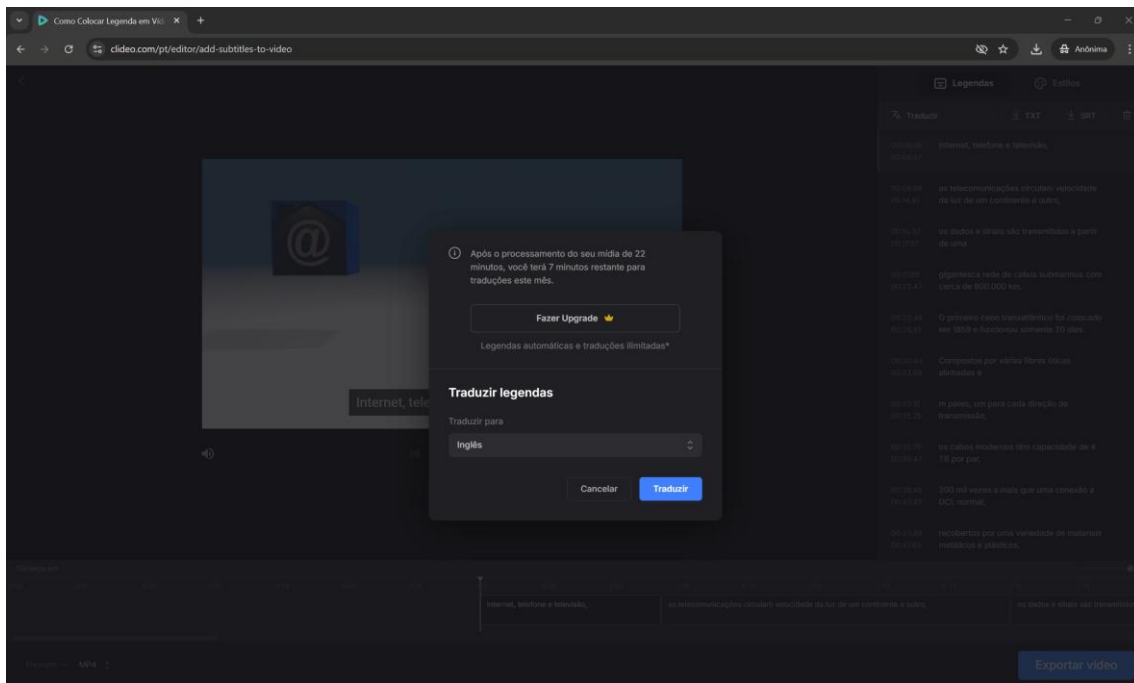 Como Colocar Legenda em Víd
clideo.com/pt/editor/add-subtitles-to-video
Anônima
Legendas
Estilos
Traduzir
TXT
SRT
Internet, telefone e televisão,
as telecomunicações circulam velocidade
da luz de um continente a outro,
os dados e sinais são transmitidos a partir
de uma
gigantesca rede de cabos submarinos com
cerca de 800.000 km.
O primeiro cabo transatlântico foi colocado
em 1858 e funcionou somente 20 dias.
Compostos por várias fibras óticas
alinhadas e
m pares, um para cada direção de
transmissão,
os cabos modernos têm capacidade de 4
TB por par,
200 mil vezes a mais que uma conexão a
DCL normal,
recobertos por uma variedade de materiais
metálicos e plásticos,
@
Internet, tele
Após o processamento do seu mídia de 22
minutos, você terá 7 minutos restante para
traduções este mês.
Fazer Upgrade
Legendas automáticas e traduções ilimitadas*
Traduzir legendas
Traduzir para
Inglês
Cancelar
Traduzir
Internet, telefone e televisão,
as telecomunicações circulam velocidade da luz de um continente a outro,
os dados e sinais são
MP4
Exportar vídeo